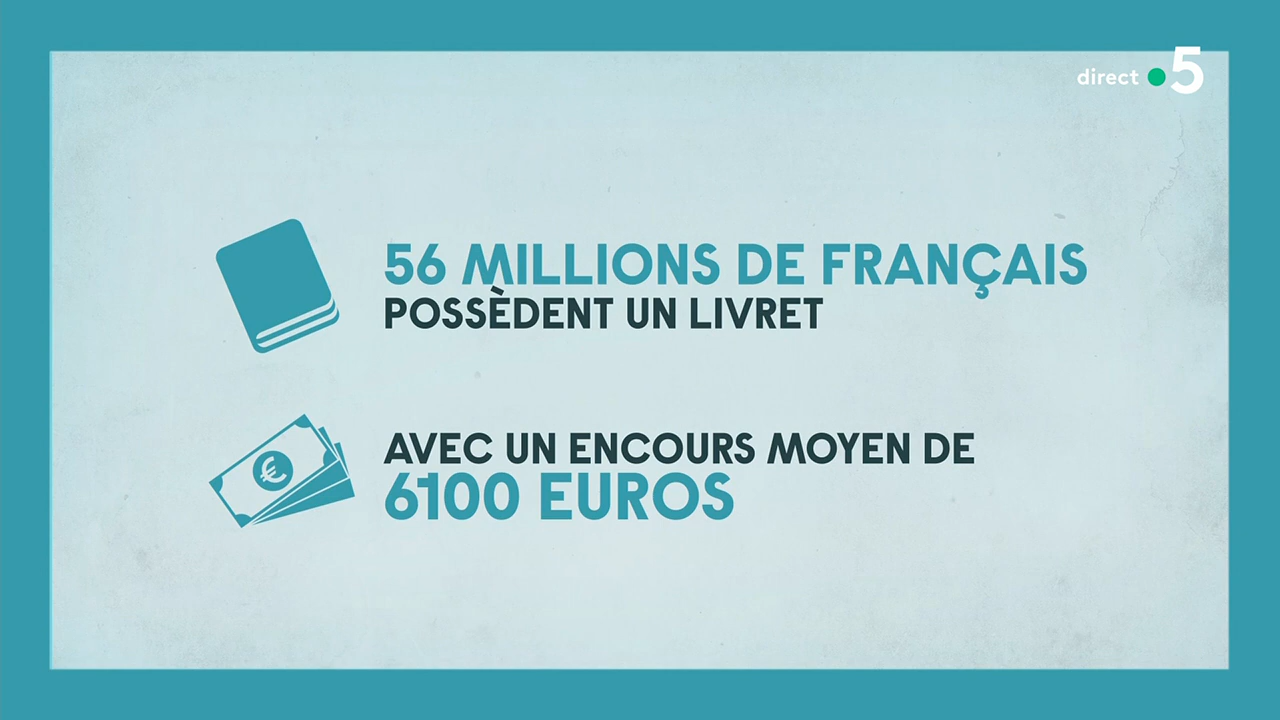 direct 5
56 MILLIONS DE FRANÇAIS
POSSÈDENT UN LIVRET
€
AVEC UN ENCOURS MOYEN DE
6100 EUROS